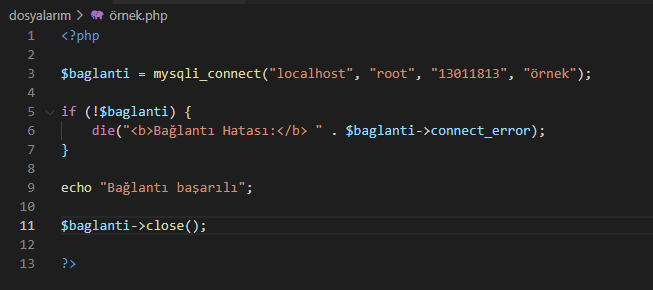 dosyalarım > örnek.php
1 <?php
2
3 $baglanti = mysqli_connect("localhost", "root", "13011813", "örnek");
4
5 if (!$baglanti) {
6 die("<b>Bağlantı Hatası:</b> " . $baglanti->connect_error);
7 }
8
9 echo "Bağlantı başarılı";
10
11 $baglanti->close();
12
13 ?>